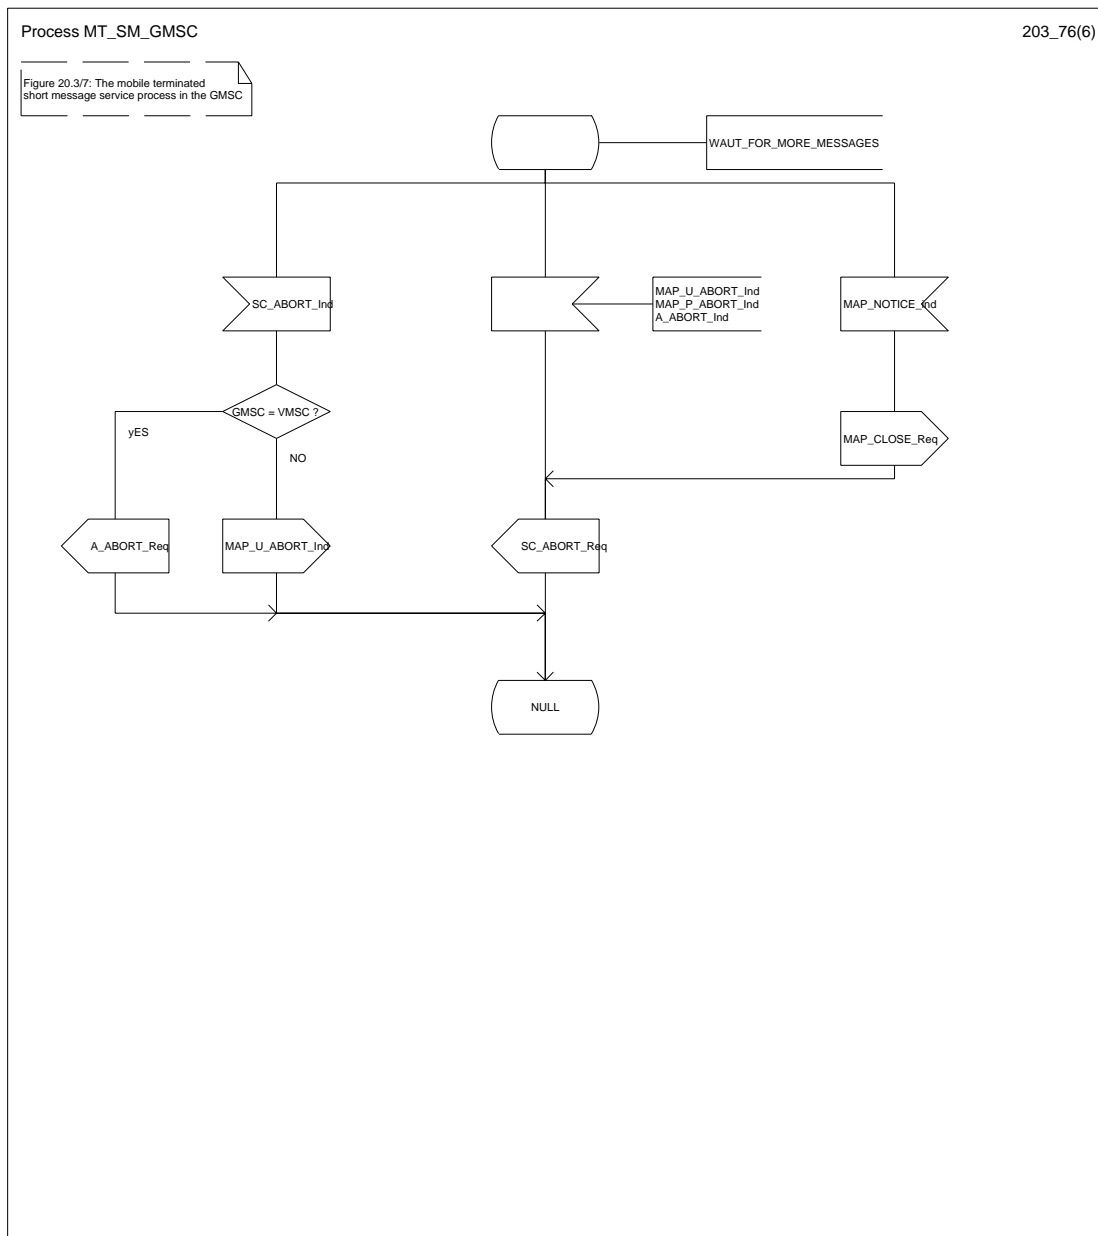 Process MT_SM_GMSC
203_76(6)
Figure 20.3/7: The mobile terminated
short message service process in the GMSC
WAUT_FOR_MORE_MESSAGES
SC_ABORT_Ind
MAP_U_ABORT_Ind
MAP_P_ABORT_Ind
A_ABORT_Ind
MAP_NOTICE_Ind
GMSC = VMSC ?
yES
NO
MAP_CLOSE_Req
A_ABORT_Req
MAP_U_ABORT_Ind
SC_ABORT_Req
NULL